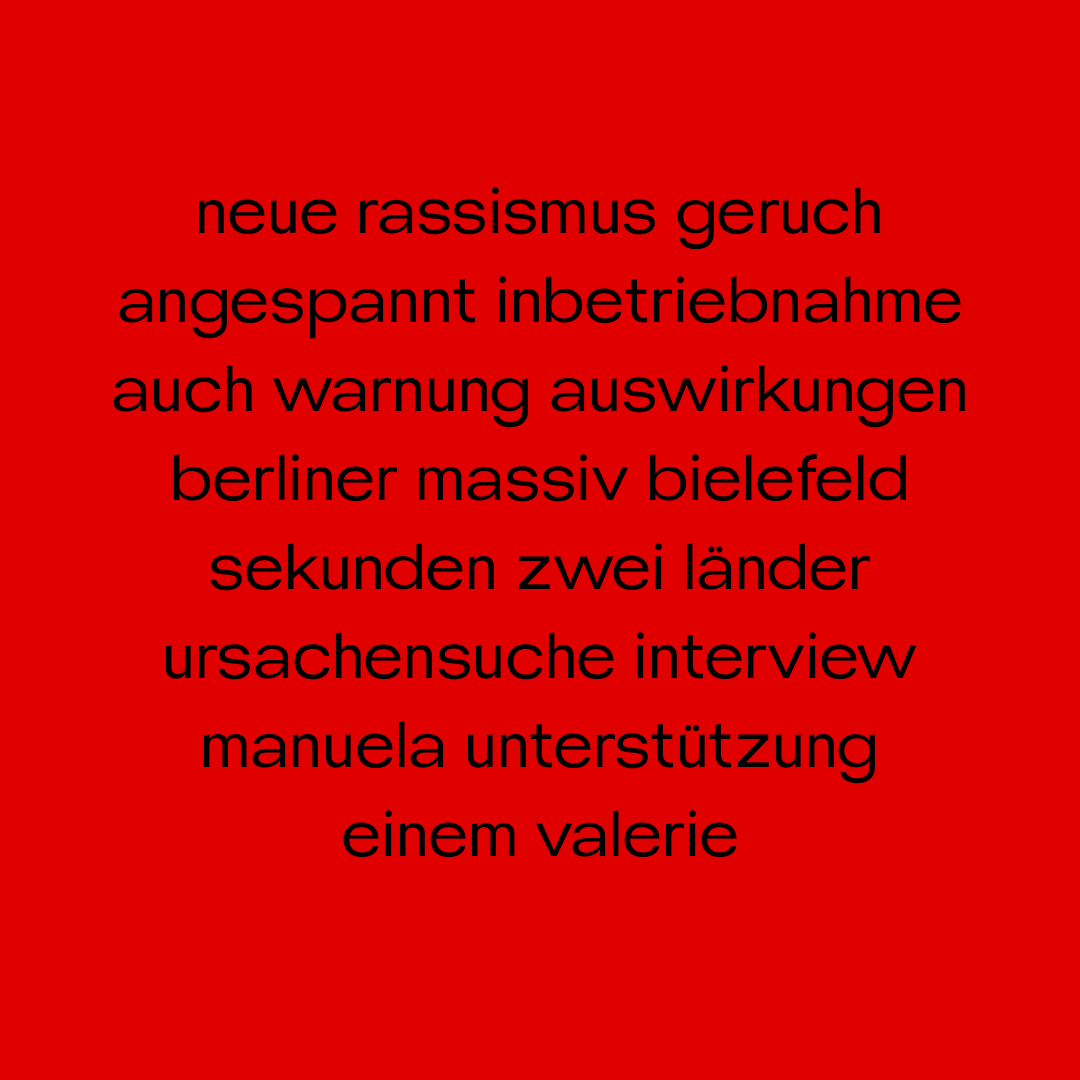 neue rassismus geruch
angespannt inbetriebnahme
auch warnung auswirkungen
berliner massiv bielefeld
sekunden zwei länder
ursachensuche interview
manuela unterstützung
einem valerie